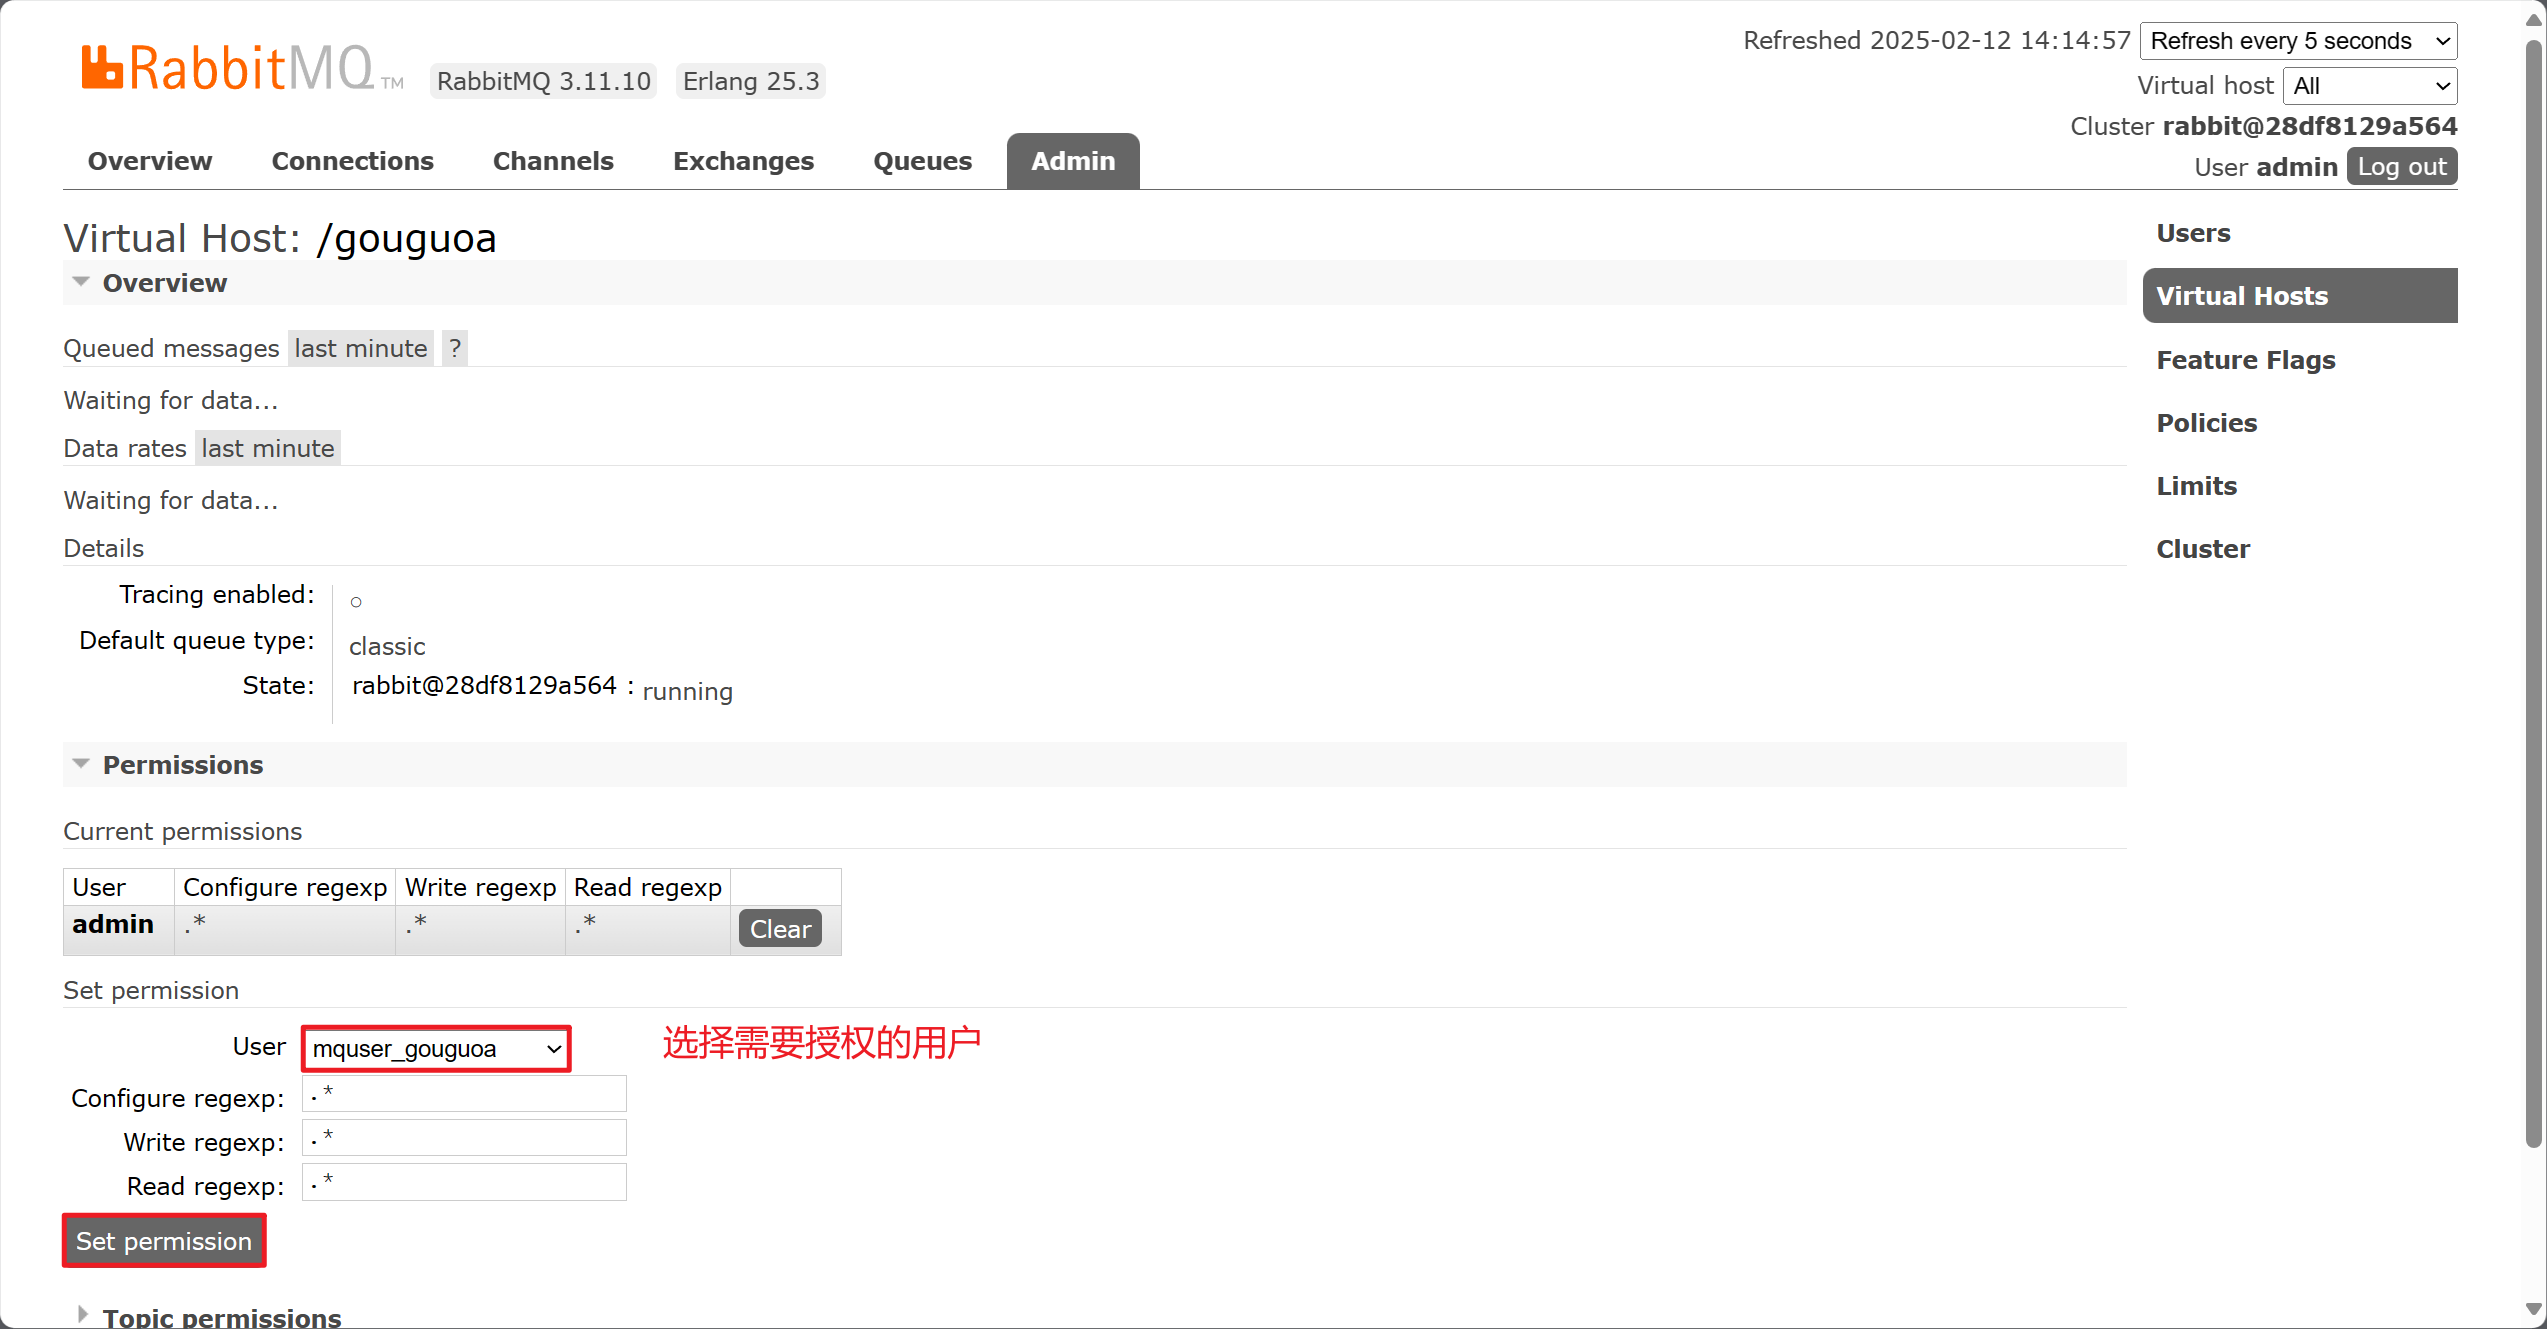 RabbitMQ TM RabbitMQ 3.11.10 Erlang 25.3
Refreshed 2025-02-12 14:14:57 Refresh every 5 seconds
Virtual host All
Cluster rabbit@28df8129a564
User admin Log out
Overview Connections Channels Exchanges Queues Admin
Virtual Host: /gouguoa
Overview
Queued messages last minute ?
Waiting for data...
Data rates last minute
Waiting for data...
Details
Tracing enabled: ○
Default queue type: classic
State: rabbit@28df8129a564 : running
Permissions
Current permissions
User Configure regexp Write regexp Read regexp
admin .* .* .* Clear
Set permission
User mquser_gouguoa 选择需要授权的用户
Configure regexp: .*
Write regexp: .*
Read regexp: .*
Set permission
Topic permissions
Users
Virtual Hosts
Feature Flags
Policies
Limits
Cluster